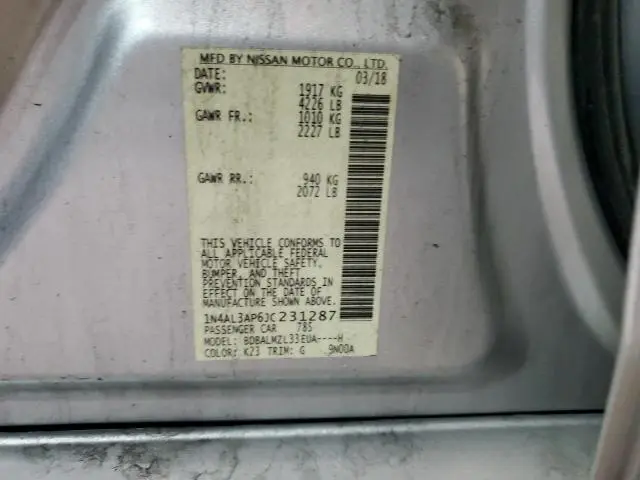 MFD BY NISSAN MOTOR CO., LTD.
DATE: 03/18
GVWR: 1917 KG
4226 LB
GAWR FR.: 1010 KG
2227 LB
GAWR RR.: 940 KG
2072 LB
THIS VEHICLE CONFORMS TO
ALL APPLICABLE FEDERAL
MOTOR VEHICLE SAFETY,
BUMPER, AND THEFT
PREVENTION STANDARDS IN
EFFECT ON THE DATE OF
MANUFACTURE SHOWN ABOVE.
1N4AL3AP6JC231287
PASSENGER CAR 785
MODEL: BDBALMZL33EUA----H
COLOR: K23 TRIM: G 9N00A